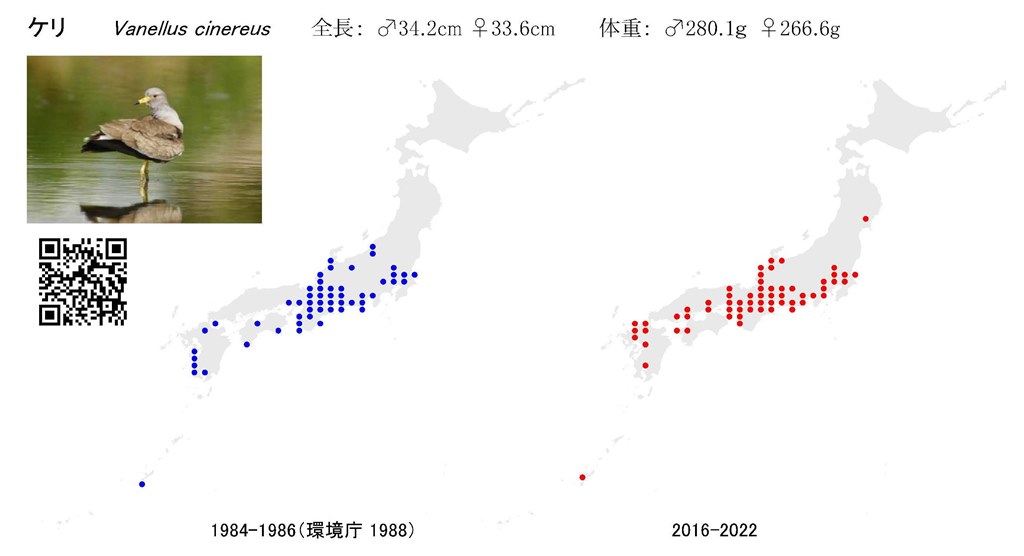 ケリ Vanellus cinereus 全長: ♂34.2cm ♀33.6cm 体重: ♂280.1g ♀266.6g
1984-1986(環境庁 1988) 2016-2022